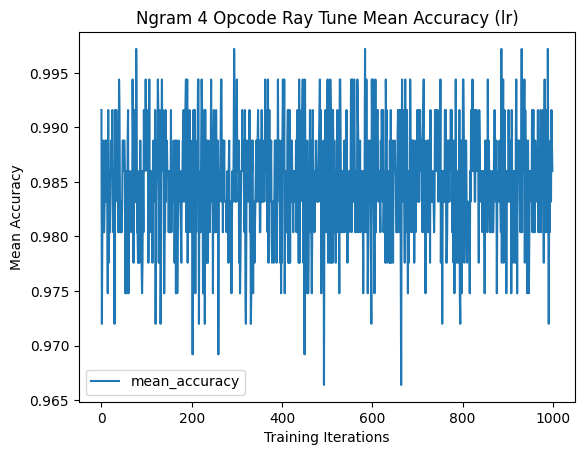 Ngram 4 Opcode Ray Tune Mean Accuracy (lr)
Mean Accuracy
0.995
0.990
0.985
0.980
0.975
0.970
0.965
mean_accuracy
0 200 400 600 800 1000
Training Iterations